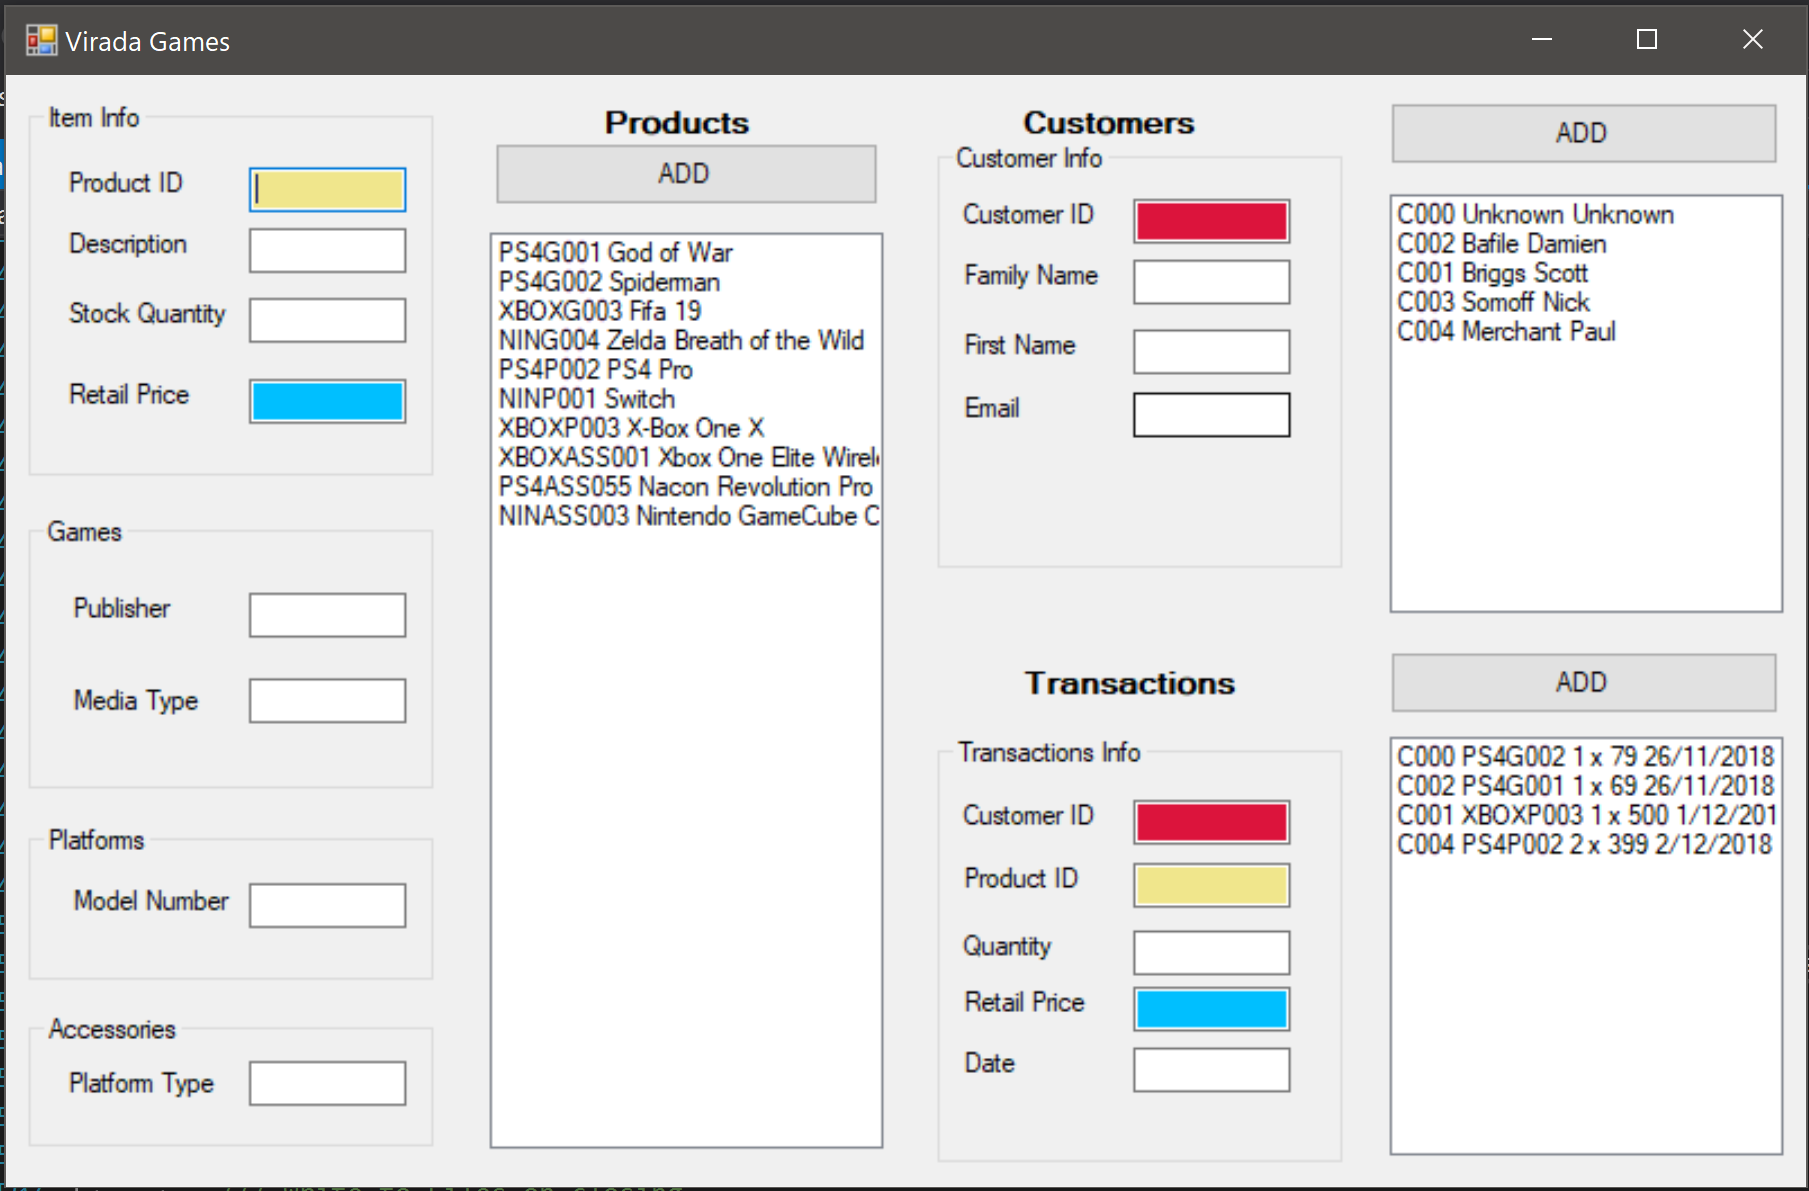 Virada Games
Item Info
Product ID
Description
Stock Quantity
Retail Price
Games
Publisher
Media Type
Platforms
Model Number
Accessories
Platform Type
Products
ADD
PS4G001 God of War
PS4G002 Spiderman
XBOXG003 Fifa 19
NING004 Zelda Breath of the Wild
PS4P002 PS4 Pro
NINP001 Switch
XBOXP003 X-Box One X
XBOXASS001 Xbox One Elite Wirel
PS4ASS055 Nacon Revolution Pro
NINASS003 Nintendo GameCube C
Customers
Customer Info
Customer ID
Family Name
First Name
Email
ADD
C000 Unknown Unknown
C002 Bafile Damien
C001 Briggs Scott
C003 Somoff Nick
C004 Merchant Paul
Transactions
Transactions Info
Customer ID
Product ID
Quantity
Retail Price
Date
ADD
C000 PS4G002 1 x 79 26/11/2018
C002 PS4G001 1 x 69 26/11/2018
C001 XBOXP003 1 x 500 1/12/201
C004 PS4P002 2 x 399 2/12/2018